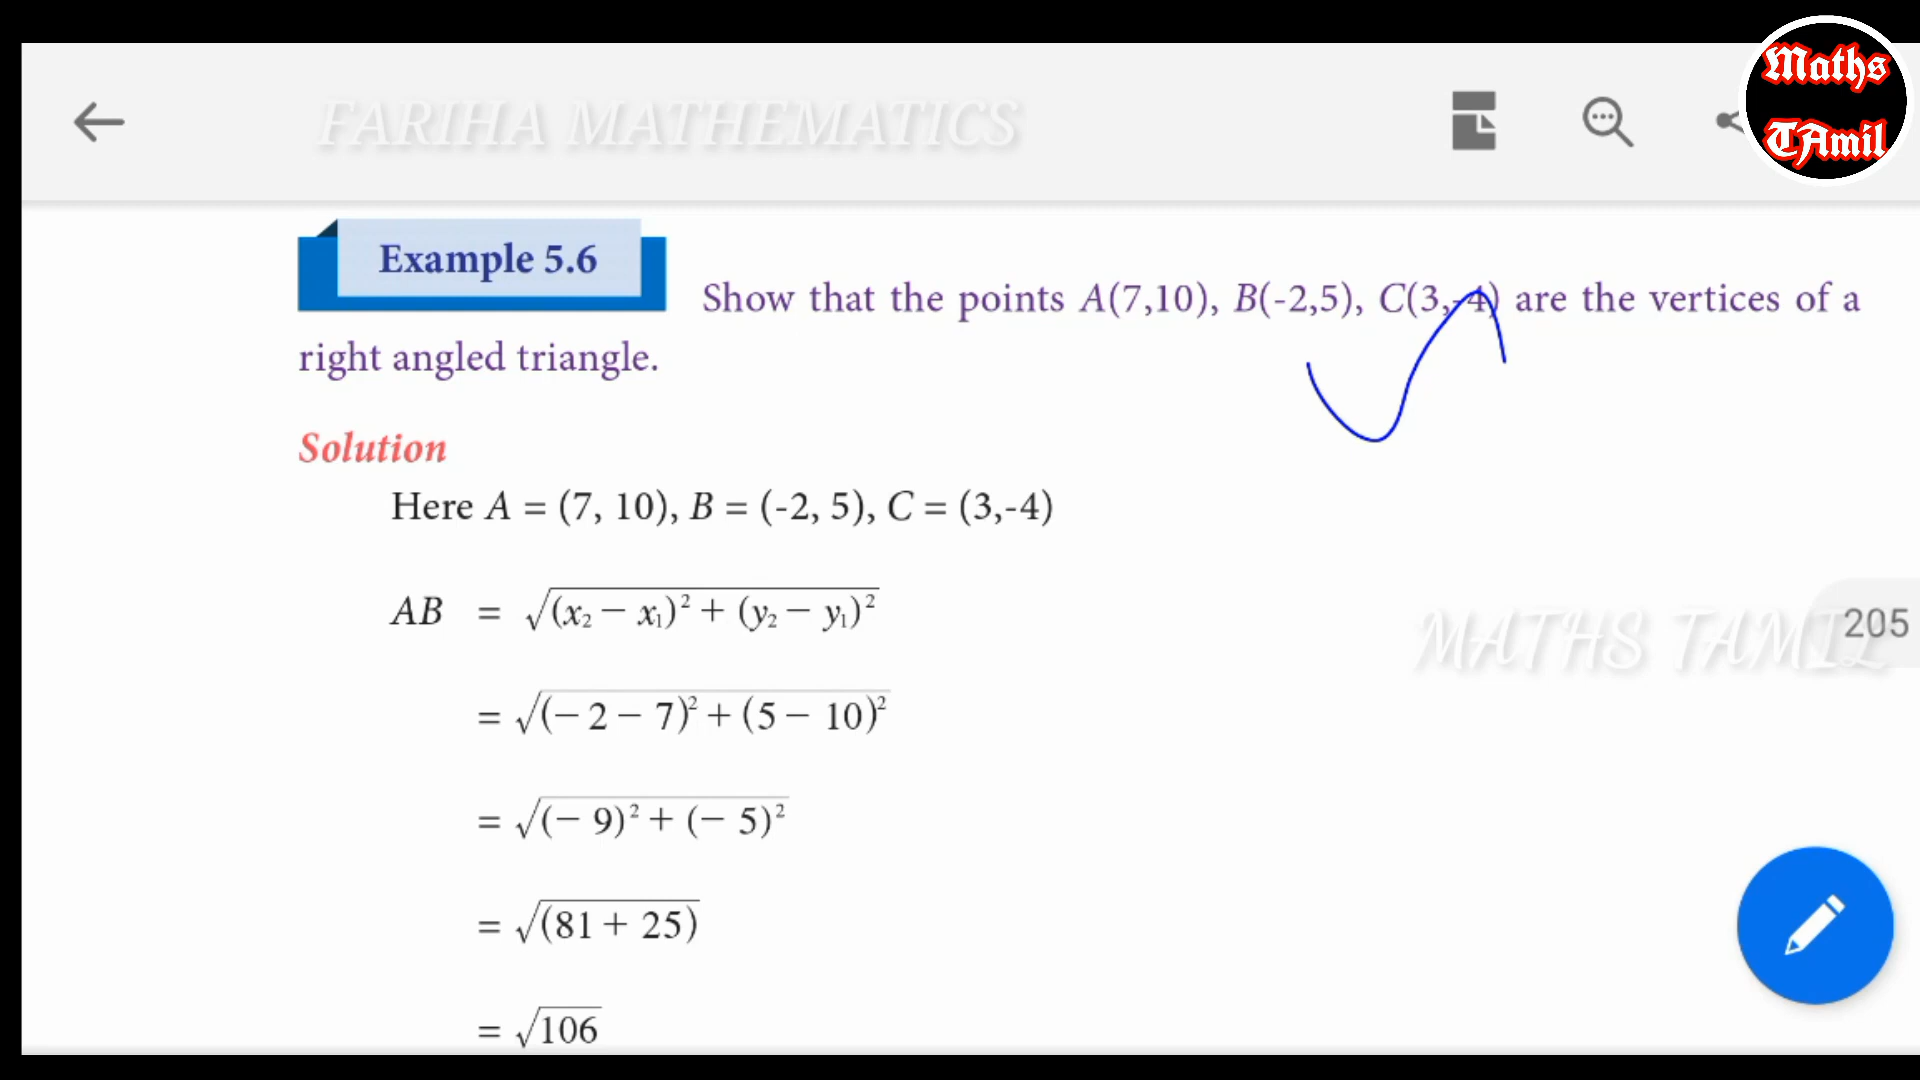 Maths
TAmil
FARIHA MATHEMATICS
Example 5.6
Show that the points A(7,10), B(-2,5), C(3,-4) are the vertices of a
right angled triangle.
Solution
Here A = (7, 10), B = (-2, 5), C = (3,-4)
AB = √(x₂ − x₁)² + (y₂ − y₁)²
MATHS TAMIL
205
= √(− 2 − 7)² + (5 − 10)²
= √(− 9)² + (− 5)²
= √(81 + 25)
= √106